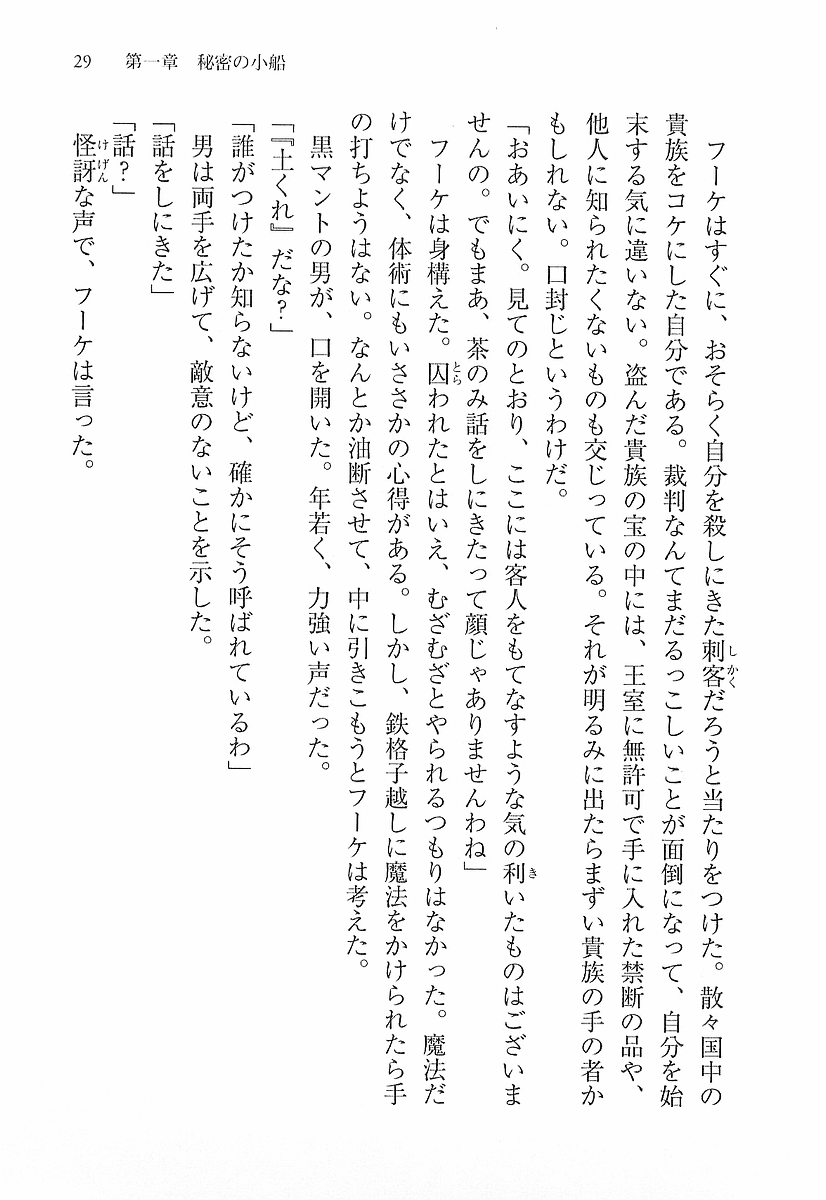 29　第一章　秘密の小船
フーケはすぐに、おそらく自分を殺しにきた刺客だろうと当たりをつけた。散々国中の
貴族をコケにした自分である。裁判なんてまだるっこしいことが面倒になって、自分を始
末する気に違いない。盗んだ貴族の宝の中には、王室に無許可で手に入れた禁断の品や、
他人に知られたくないものも交じっている。それが明るみに出たらまずい貴族の手の者か
もしれない。口封じというわけだ。
「おあいにく。見てのとおり、ここには客人をもてなすような気の利いたものはございま
せんの。でもまあ、茶のみ話をしにきたって顔じゃありませんわね」
フーケは身構えた。囚われたとはいえ、むざむざとやられるつもりはなかった。魔法だ
けでなく、体術にもいささかの心得がある。しかし、鉄格子越しに魔法をかけられたら手
の打ちようはない。なんとか油断させて、中に引きこもうとフーケは考えた。
黒マントの男が、口を開いた。年若く、力強い声だった。
「『土くれ』だな？」
「誰がつけたか知らないけど、確かにそう呼ばれているわ」
男は両手を広げて、敵意のないことを示した。
「話をしにきた」
「話？」
怪訝な声で、フーケは言った。
しかく
き
とら
けげん